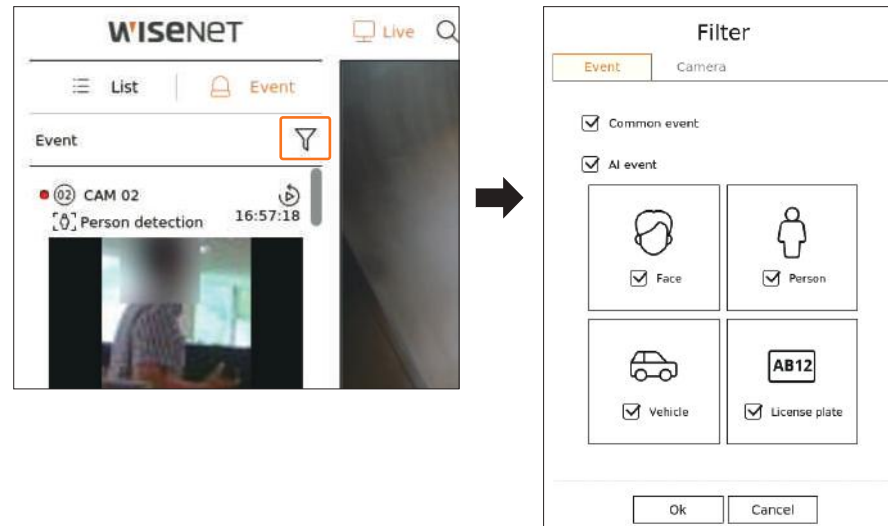 WISENET
Live
List
Event
Event
02 CAM 02
Person detection 16:57:18
Filter
Event Camera
Common event
AI event
Face
Person
Vehicle
AB12
License plate
Ok Cancel